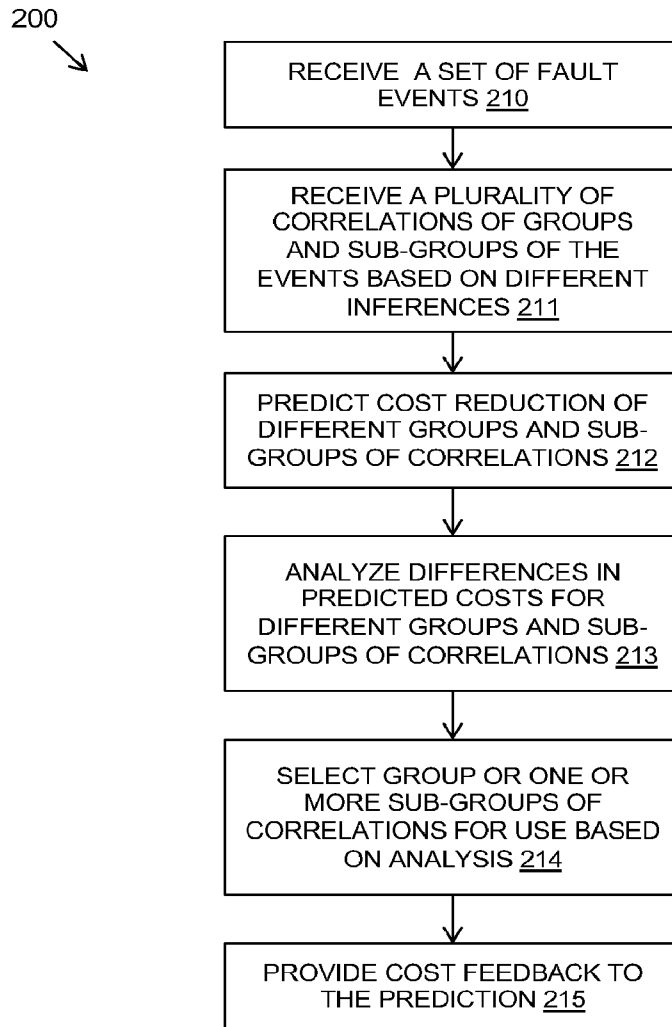 200
RECEIVE A SET OF FAULT
EVENTS 210
RECEIVE A PLURALITY OF
CORRELATIONS OF GROUPS
AND SUB-GROUPS OF THE
EVENTS BASED ON DIFFERENT
INFERENCES 211
PREDICT COST REDUCTION OF
DIFFERENT GROUPS AND SUB-
GROUPS OF CORRELATIONS 212
ANALYZE DIFFERENCES IN
PREDICTED COSTS FOR
DIFFERENT GROUPS AND SUB-
GROUPS OF CORRELATIONS 213
SELECT GROUP OR ONE OR
MORE SUB-GROUPS OF
CORRELATIONS FOR USE BASED
ON ANALYSIS 214
PROVIDE COST FEEDBACK TO
THE PREDICTION 215